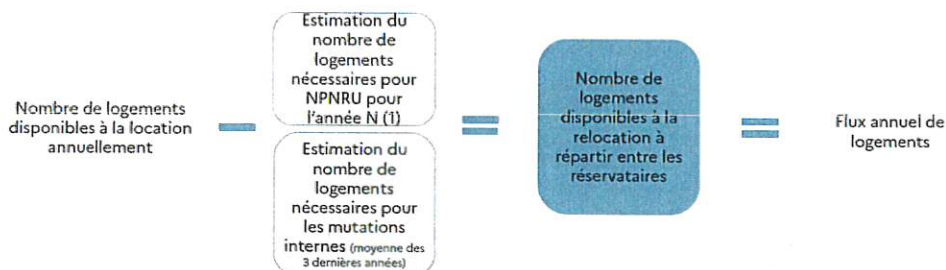 Nombre de logements
disponibles à la location
annuellement
Estimation du
nombre de
logements
nécessaires pour
NPNRU pour
l'année N (1)
Estimation du
nombre de
logements
nécessaires pour
les mutations
internes (moyenne des
3 dernières années)
Nombre de
logements
disponibles à la
relocation à
répartir entre les
réservataires
Flux annuel de
logements